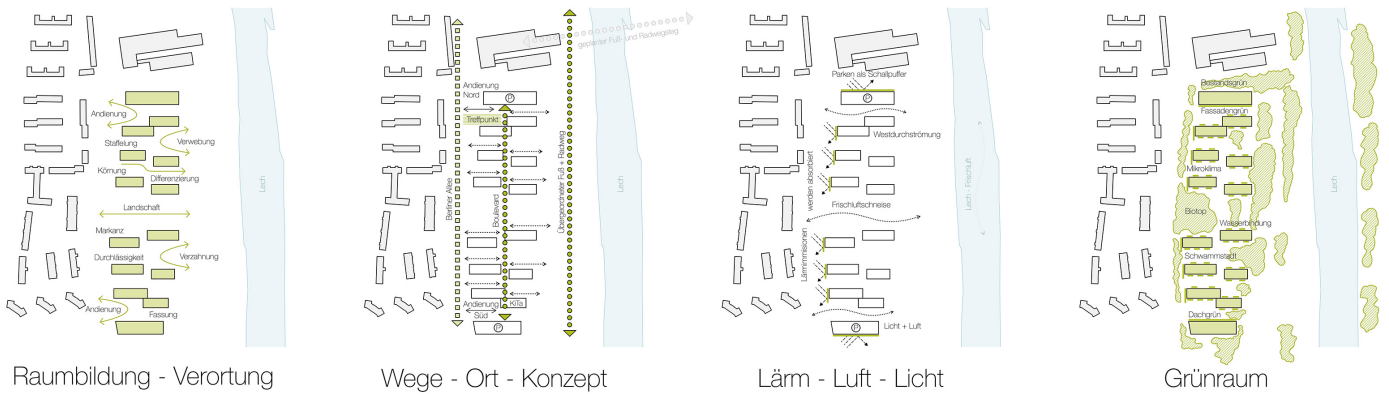 Andienung
Staffelung
Verwebung
Körnung
Differenzierung
Landschaft
Markanz
Durchlässigkeit
Verzahnung
Andienung
Fassung
Lech
Raumbildung - Verortung
geplanter Fuß- und Radwegsteg
Andienung
Nord
P
Treffpunkt
Berliner Allee
Boulevard
Übergeordneter Fuß - Radweg
Andienung
Süd
KiTa
P
Lech
Wege - Ort - Konzept
Parken als Schallpuffer
P
Westdurchströmung
werden absorbiert
Frischluftschneise
Lärmimmisionen
Lech - Frischluft
Licht + Luft
P
Lärm - Luft - Licht
Bestandsgrün
Fassadengrün
Mikroklima
Biotop
Wasserbindung
Schwammstadt
Dachgrün
Lech
Grünraum